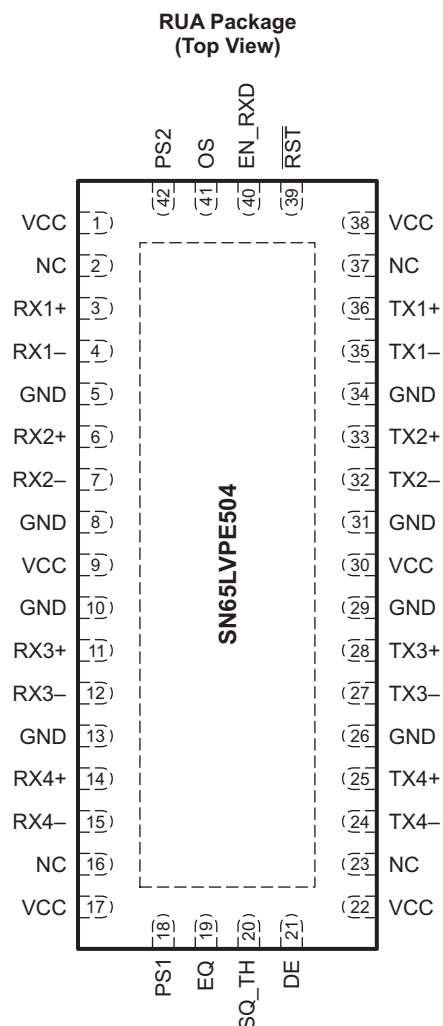 RUA Package
(Top View)
PS2
OS
EN_RXD
RST
42
41
40
39
VCC 1
NC 2
RX1+ 3
RX1– 4
GND 5
RX2+ 6
RX2– 7
GND 8
VCC 9
GND 10
RX3+ 11
RX3– 12
GND 13
RX4+ 14
RX4– 15
NC 16
VCC 17
SN65LVPE504
38 VCC
37 NC
36 TX1+
35 TX1–
34 GND
33 TX2+
32 TX2–
31 GND
30 VCC
29 GND
28 TX3+
27 TX3–
26 GND
25 TX4+
24 TX4–
23 NC
22 VCC
18
19
20
21
PS1
EQ
SQ_TH
DE